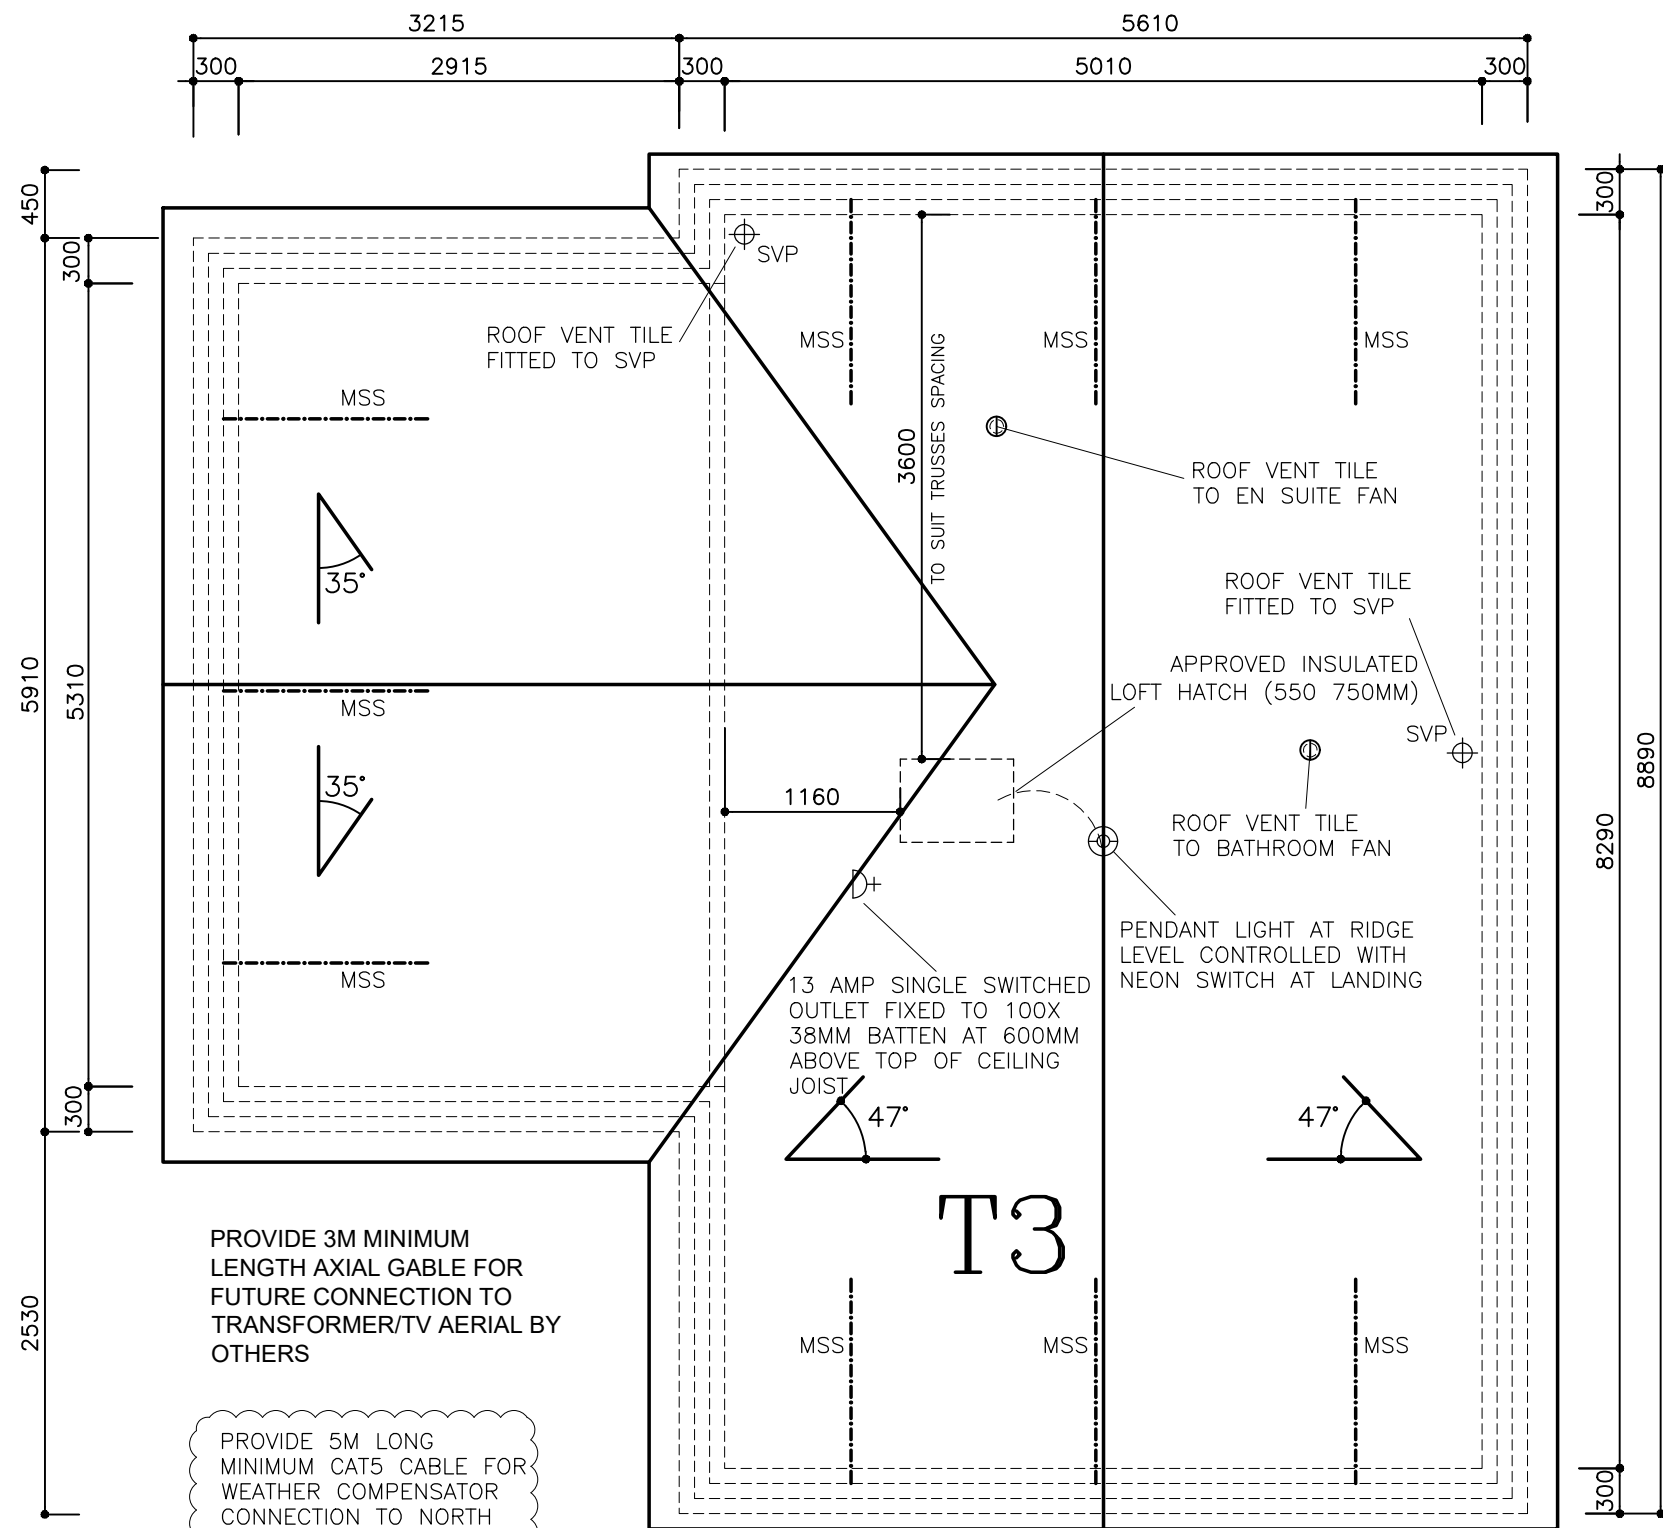 3215
5610
300
2915
300
5010
300
450
300
5910
5310
300
2530
300
8890
8290
300
SVP
ROOF VENT TILE
FITTED TO SVP
MSS
MSS
MSS
MSS
3600
TO SUIT TRUSSES SPACING
ROOF VENT TILE
TO EN SUITE FAN
35°
ROOF VENT TILE
FITTED TO SVP
APPROVED INSULATED
LOFT HATCH (550 750MM)
MSS
SVP
35°
1160
ROOF VENT TILE
TO BATHROOM FAN
PENDANT LIGHT AT RIDGE
LEVEL CONTROLLED WITH
NEON SWITCH AT LANDING
MSS
13 AMP SINGLE SWITCHED
OUTLET FIXED TO 100X
38MM BATTEN AT 600MM
ABOVE TOP OF CEILING
JOIST
47°
47°
T3
PROVIDE 3M MINIMUM
LENGTH AXIAL GABLE FOR
FUTURE CONNECTION TO
TRANSFORMER/TV AERIAL BY
OTHERS
MSS
MSS
MSS
PROVIDE 5M LONG
MINIMUM CAT5 CABLE FOR
WEATHER COMPENSATOR
CONNECTION TO NORTH